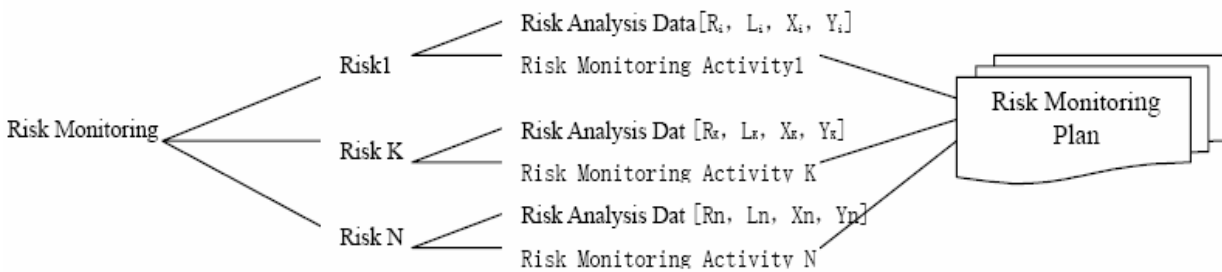 Risk Monitoring
Risk1
Risk Analysis Data[Rᵢ, Lᵢ, Xᵢ, Yᵢ]
Risk Monitoring Activity1
Risk K
Risk Analysis Dat [Rₖ, Lₖ, Xₖ, Yₖ]
Risk Monitoring Activity K
Risk N
Risk Analysis Dat [Rn, Ln, Xn, Yn]
Risk Monitoring Activity N
Risk Monitoring
Plan